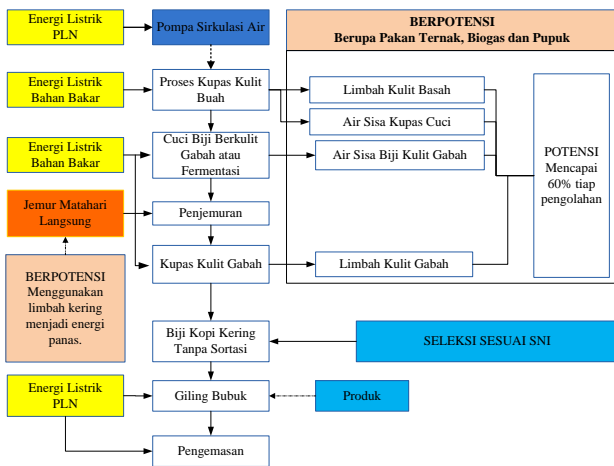 Energi Listrik
PLN
Pompa Sirkulasi Air
BERPOTENSI
Berupa Pakan Ternak, Biogas dan Pupuk
Energi Listrik
Bahan Bakar
Proses Kupas Kulit
Buah
Limbah Kulit Basah
Air Sisa Kupas Cuci
Energi Listrik
Bahan Bakar
Cuci Biji Berkulit
Gabah atau
Fermentasi
Air Sisa Biji Kulit Gabah
POTENSI
Mencapai
60% tiap
pengolahan
Jemur Matahari
Langsung
Penjemuran
BERPOTENSI
Menggunakan
limbah kering
menjadi energi
panas.
Kupas Kulit Gabah
Limbah Kulit Gabah
Biji Kopi Kering
Tanpa Sortasi
SELEKSI SESUAI SNI
Energi Listrik
PLN
Giling Bubuk
Produk
Pengemasan